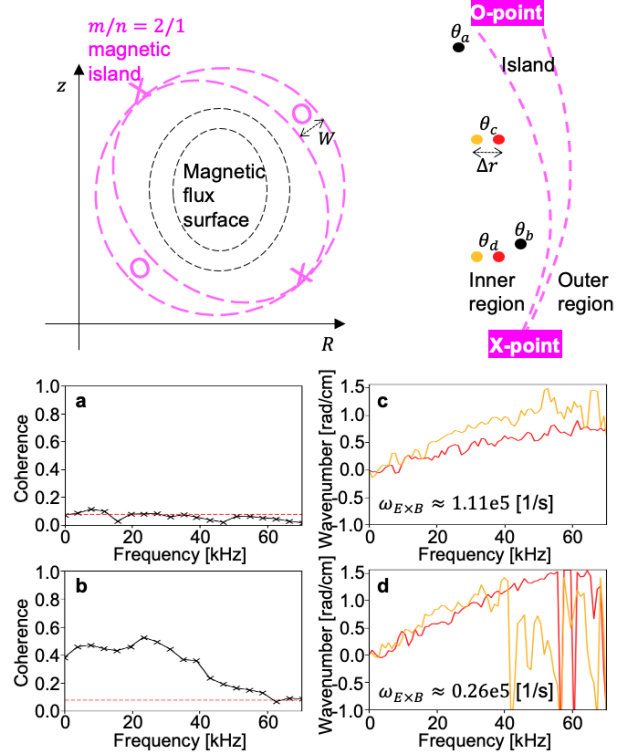 m/n = 2/1
magnetic
island
z
X
O
W
Magnetic
flux
surface
O
X
R
O-point
θₐ
Island
θ_c
Δr
θ_d
θ_b
Inner
region
Outer
region
X-point
a
Coherence
1.0
0.8
0.6
0.4
0.2
0.0
0 20 40 60
Frequency [kHz]
c
Wavenumber [rad/cm]
1.5
1.0
0.5
0.0
-0.5
-1.0
ω_{E×B} ≈ 1.11e5 [1/s]
0 20 40 60
Frequency [kHz]
b
Coherence
1.0
0.8
0.6
0.4
0.2
0.0
0 20 40 60
Frequency [kHz]
d
Wavenumber [rad/cm]
1.5
1.0
0.5
0.0
-0.5
-1.0
ω_{E×B} ≈ 0.26e5 [1/s]
0 20 40 60
Frequency [kHz]